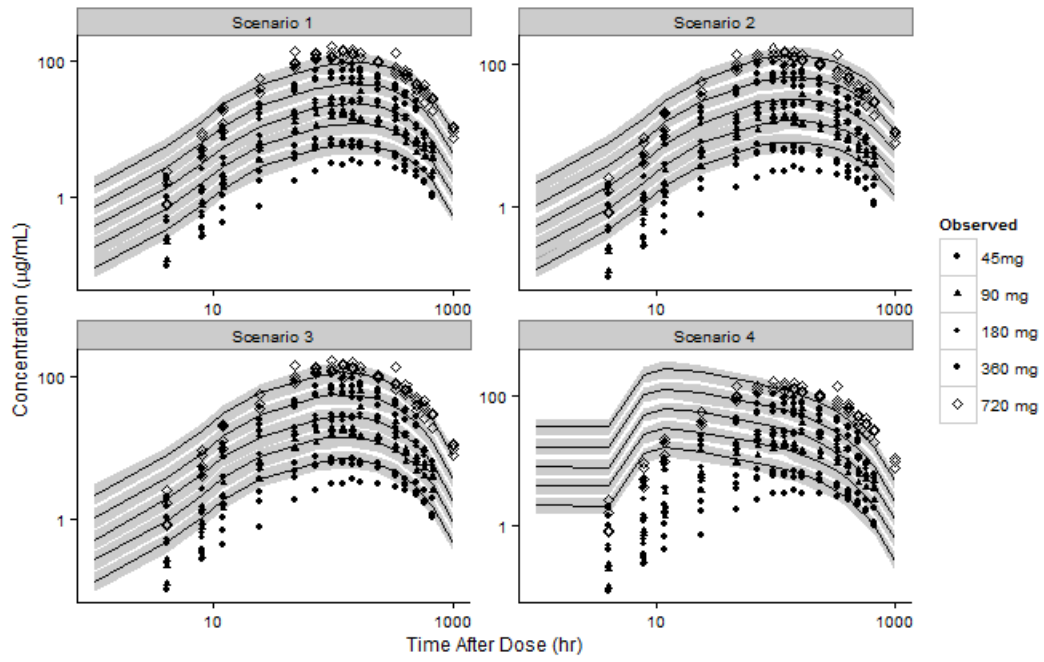 Scenario 1
Scenario 2
100
1
10
1000
100
1
10
1000
Scenario 3
Scenario 4
100
1
10
1000
100
1
10
1000
Concentration (µg/mL)
Time After Dose (hr)
Observed
45mg
90 mg
180 mg
360 mg
720 mg